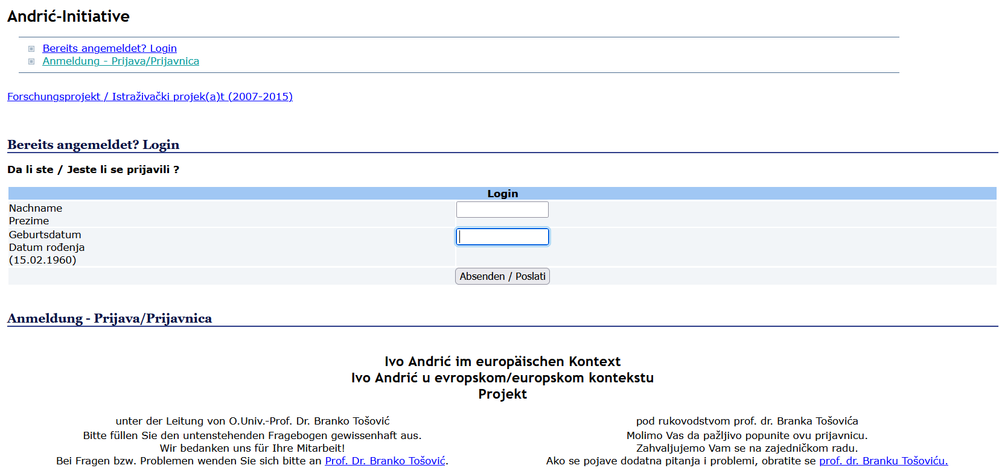 Andrić-Initiative
Bereits angemeldet? Login
Anmeldung - Prijava/Prijavnica
Forschungsprojekt / Istraživački projek(a)t (2007-2015)
Bereits angemeldet? Login
Da li ste / Jeste li se prijavili ?
Login
Nachname
Prezime
Geburtsdatum
Datum rođenja
(15.02.1960)
Absenden / Poslati
Anmeldung - Prijava/Prijavnica
Ivo Andrić im europäischen Kontext
Ivo Andrić u evropskom/europskom kontekstu
Projekt
unter der Leitung von O.Univ.-Prof. Dr. Branko Tošović
Bitte füllen Sie den untenstehenden Fragebogen gewissenhaft aus.
Wir bedanken uns für Ihre Mitarbeit!
Bei Fragen bzw. Problemen wenden Sie sich bitte an Prof. Dr. Branko Tošović.
pod rukovodstvom prof. dr. Branka Tošovića
Molimo Vas da pažljivo popunite ovu prijavnicu.
Zahvaljujemo Vam se na zajedničkom radu.
Ako se pojave dodatna pitanja i problemi, obratite se prof. dr. Branku Tošoviću.